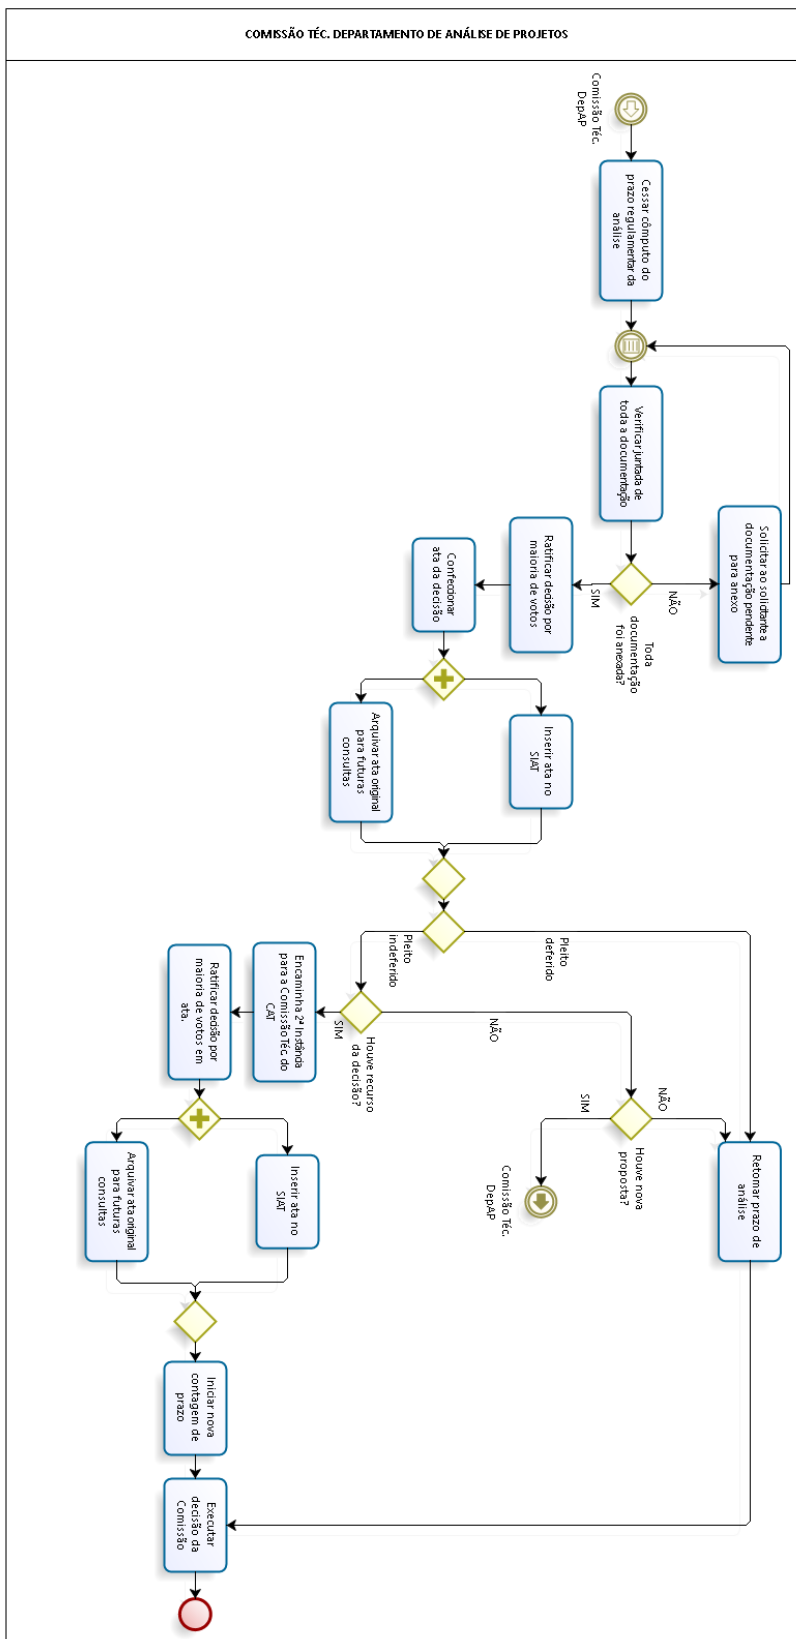 COMISSÃO TÉC. DEPARTAMENTO DE ANÁLISE DE PROJETOS
Comissão Téc.
DepAP
Cessar cômputo do
prazo regulamentar da
análise
Verificar juntada de
toda a documentação
Solicitar ao solicitante a
documentação pendente
para anexo
Toda
documentação
foi anexada?
NÃO
SIM
Ratificar decisão por
maioria de votos
Confeccionar
ata da decisão
Inserir ata no
SIAT
Arquivar ata original
para futuras
consultas
Pleito
deferido
Pleito
indeferido
Houve recurso
da decisão?
NÃO
SIM
Encaminha 2ª Instância
para a Comissão Téc. do
CAT
Ratificar decisão por
maioria de votos em
ata.
Houve nova
proposta?
NÃO
SIM
Comissão Téc.
DepAP
Retomar prazo de
análise
Inserir ata no
SIAT
Arquivar ata original
para futuras
consultas
Iniciar nova
contagem de
prazo
Executar
decisão da
Comissão